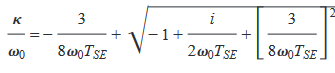 κ/ω₀ = − 3/(8ω₀T_SE) + √(−1 + i/(2ω₀T_SE) + [3/(8ω₀T_SE)]²)